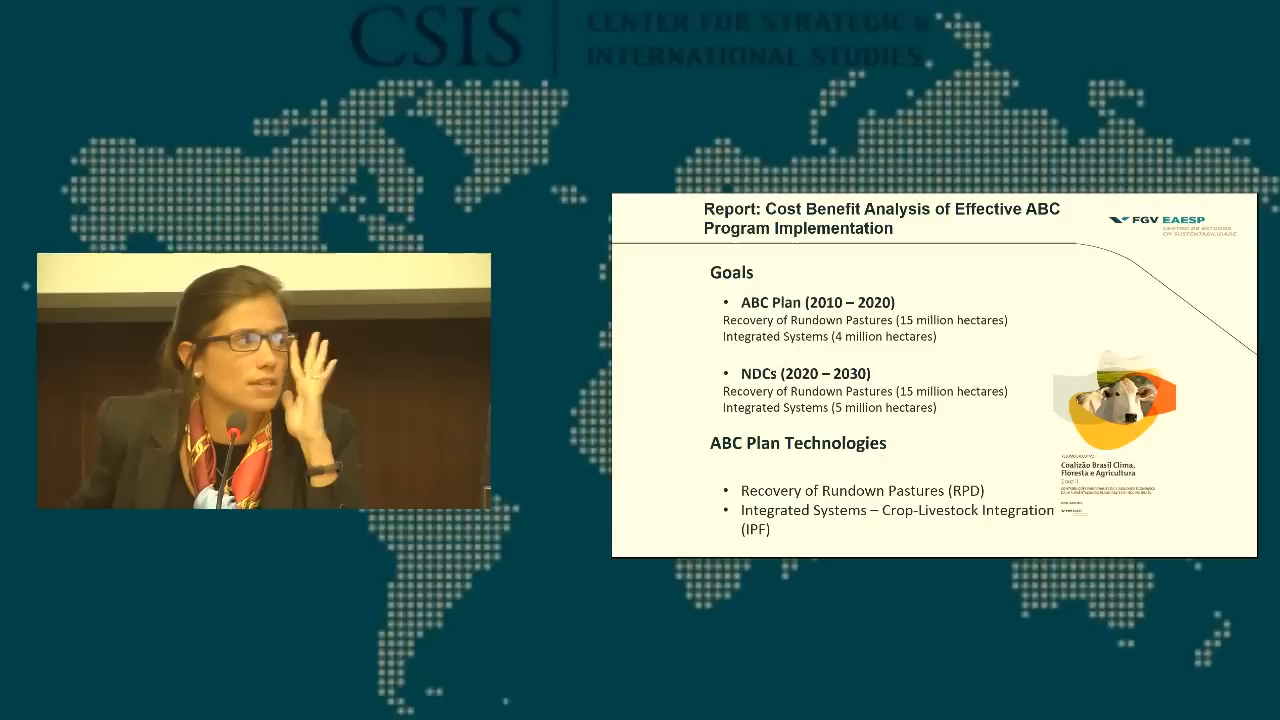 CSIS
CENTER FOR STRATEGIC &
INTERNATIONAL STUDIES
Report: Cost Benefit Analysis of Effective ABC
Program Implementation
FGV EAESP
CENTRO DE ESTUDOS
EM SUSTENTABILIDADE
Goals
• ABC Plan (2010 – 2020)
Recovery of Rundown Pastures (15 million hectares)
Integrated Systems (4 million hectares)
• NDCs (2020 – 2030)
Recovery of Rundown Pastures (15 million hectares)
Integrated Systems (5 million hectares)
ABC Plan Technologies
• Recovery of Rundown Pastures (RPD)
• Integrated Systems – Crop-Livestock Integration
(IPF)
Coalizão Brasil Clima,
Floresta e Agricultura